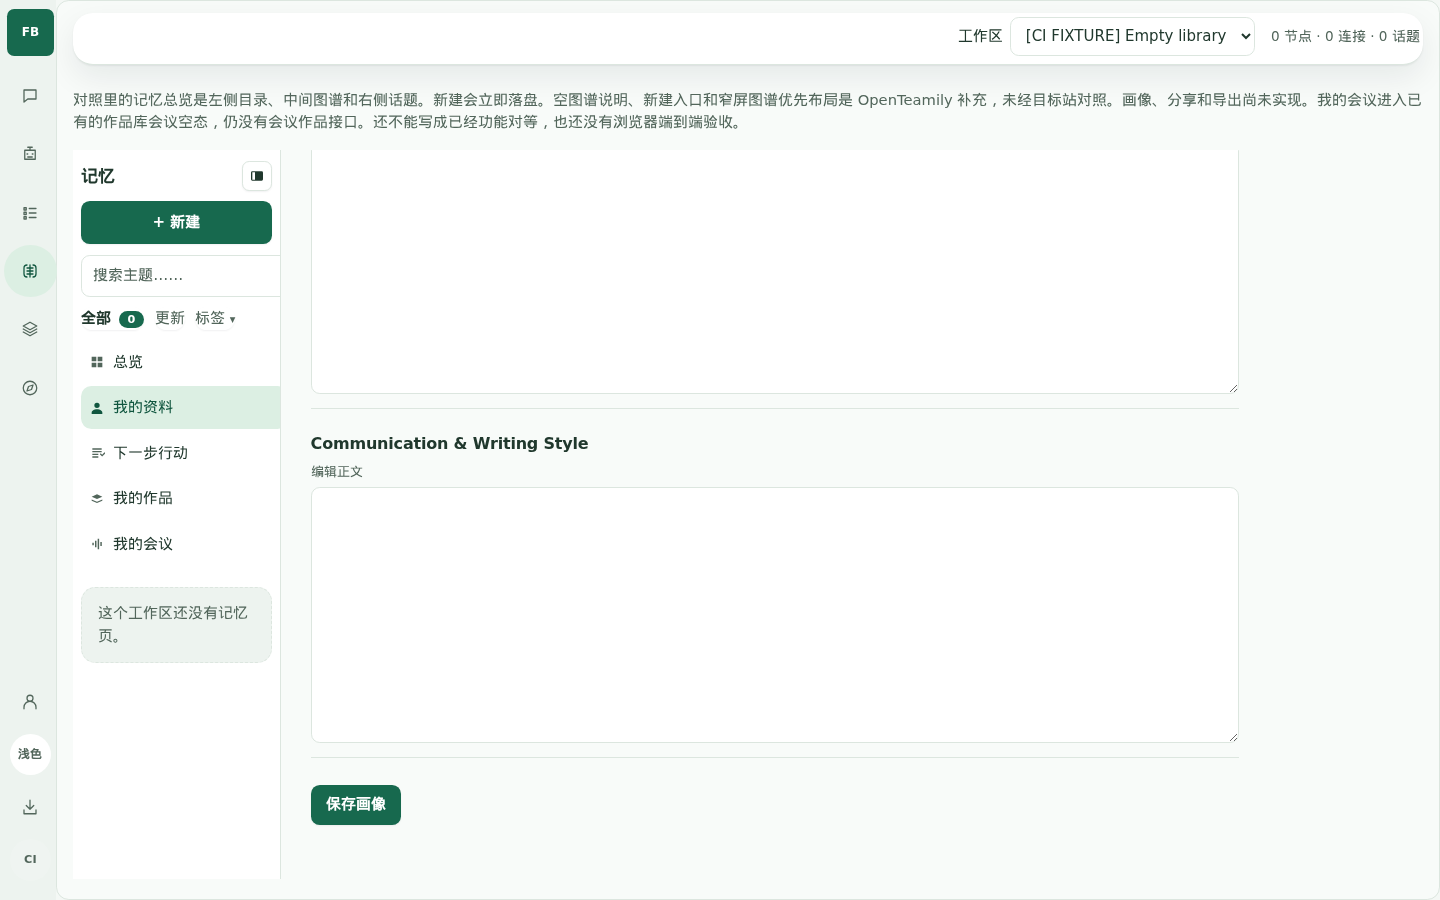 FB
工作区
[CI FIXTURE] Empty library
0 节点 · 0 连接 · 0 话题
对照里的记忆总览是左侧目录、中间图谱和右侧话题。新建会立即落盘。空图谱说明、新建入口和窄屏图谱优先布局是 OpenTeamily 补充，未经目标站对照。画像、分享和导出尚未实现。我的会议进入已
有的作品库会议空态，仍没有会议作品接口。还不能写成已经功能对等，也还没有浏览器端到端验收。
记忆
+ 新建
搜索主题……
全部 0 更新 标签 ▾
总览
我的资料
下一步行动
我的作品
我的会议
这个工作区还没有记忆
页。
Communication & Writing Style
编辑正文
保存画像
浅色
CI